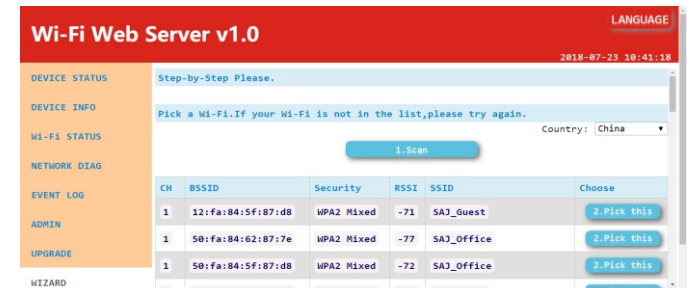 LANGUAGE
Wi-Fi Web Server v1.0
2018-07-23 10:41:18
DEVICE STATUS
DEVICE INFO
Wi-Fi STATUS
NETWORK DIAG
EVENT LOG
ADMIN
UPGRADE
WIZARD
Step-by-Step Please.
Pick a Wi-Fi.If your Wi-Fi is not in the list,please try again.
Country: China
1.Scan
CH BSSID Security RSSI SSID Choose
1 12:fa:84:5f:87:d8 WPA2 Mixed -71 SAJ_Guest 2.Pick this
1 50:fa:84:62:87:7e WPA2 Mixed -77 SAJ_Office 2.Pick this
1 50:fa:84:5f:87:d8 WPA2 Mixed -72 SAJ_Office 2.Pick this